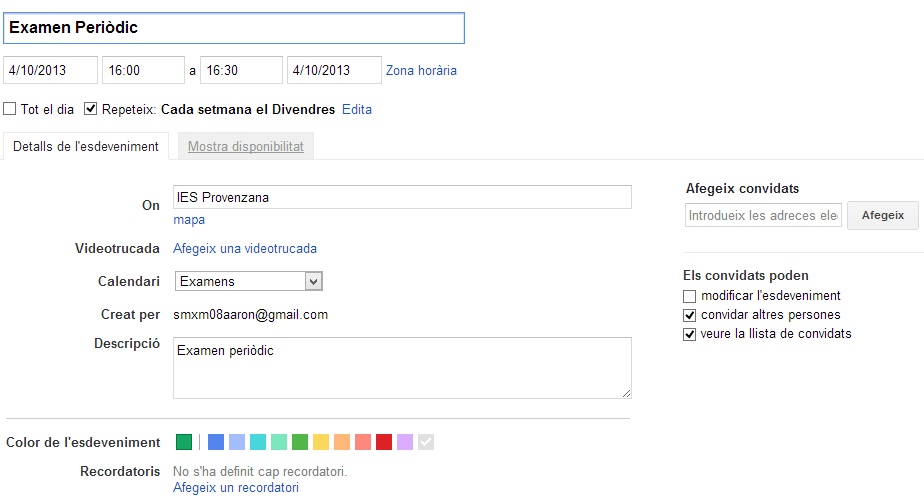 Examen Periòdic
4/10/2013 16:00 a 16:30 4/10/2013 Zona horària
Tot el dia Repeteix: Cada setmana el Divendres Edita
Detalls de l'esdeveniment Mostra disponibilitat
On IES Provenzana
mapa
Videotrucada Afegeix una videotrucada
Calendari Examens
Creat per smxm08aaron@gmail.com
Descripció Examen periòdic
Color de l'esdeveniment
Recordatoris No s'ha definit cap recordatori.
Afegeix un recordatori
Afegeix convidats
Introdueix les adreces ele Afegeix
Els convidats poden
modificar l'esdeveniment
convidar altres persones
veure la llista de convidats